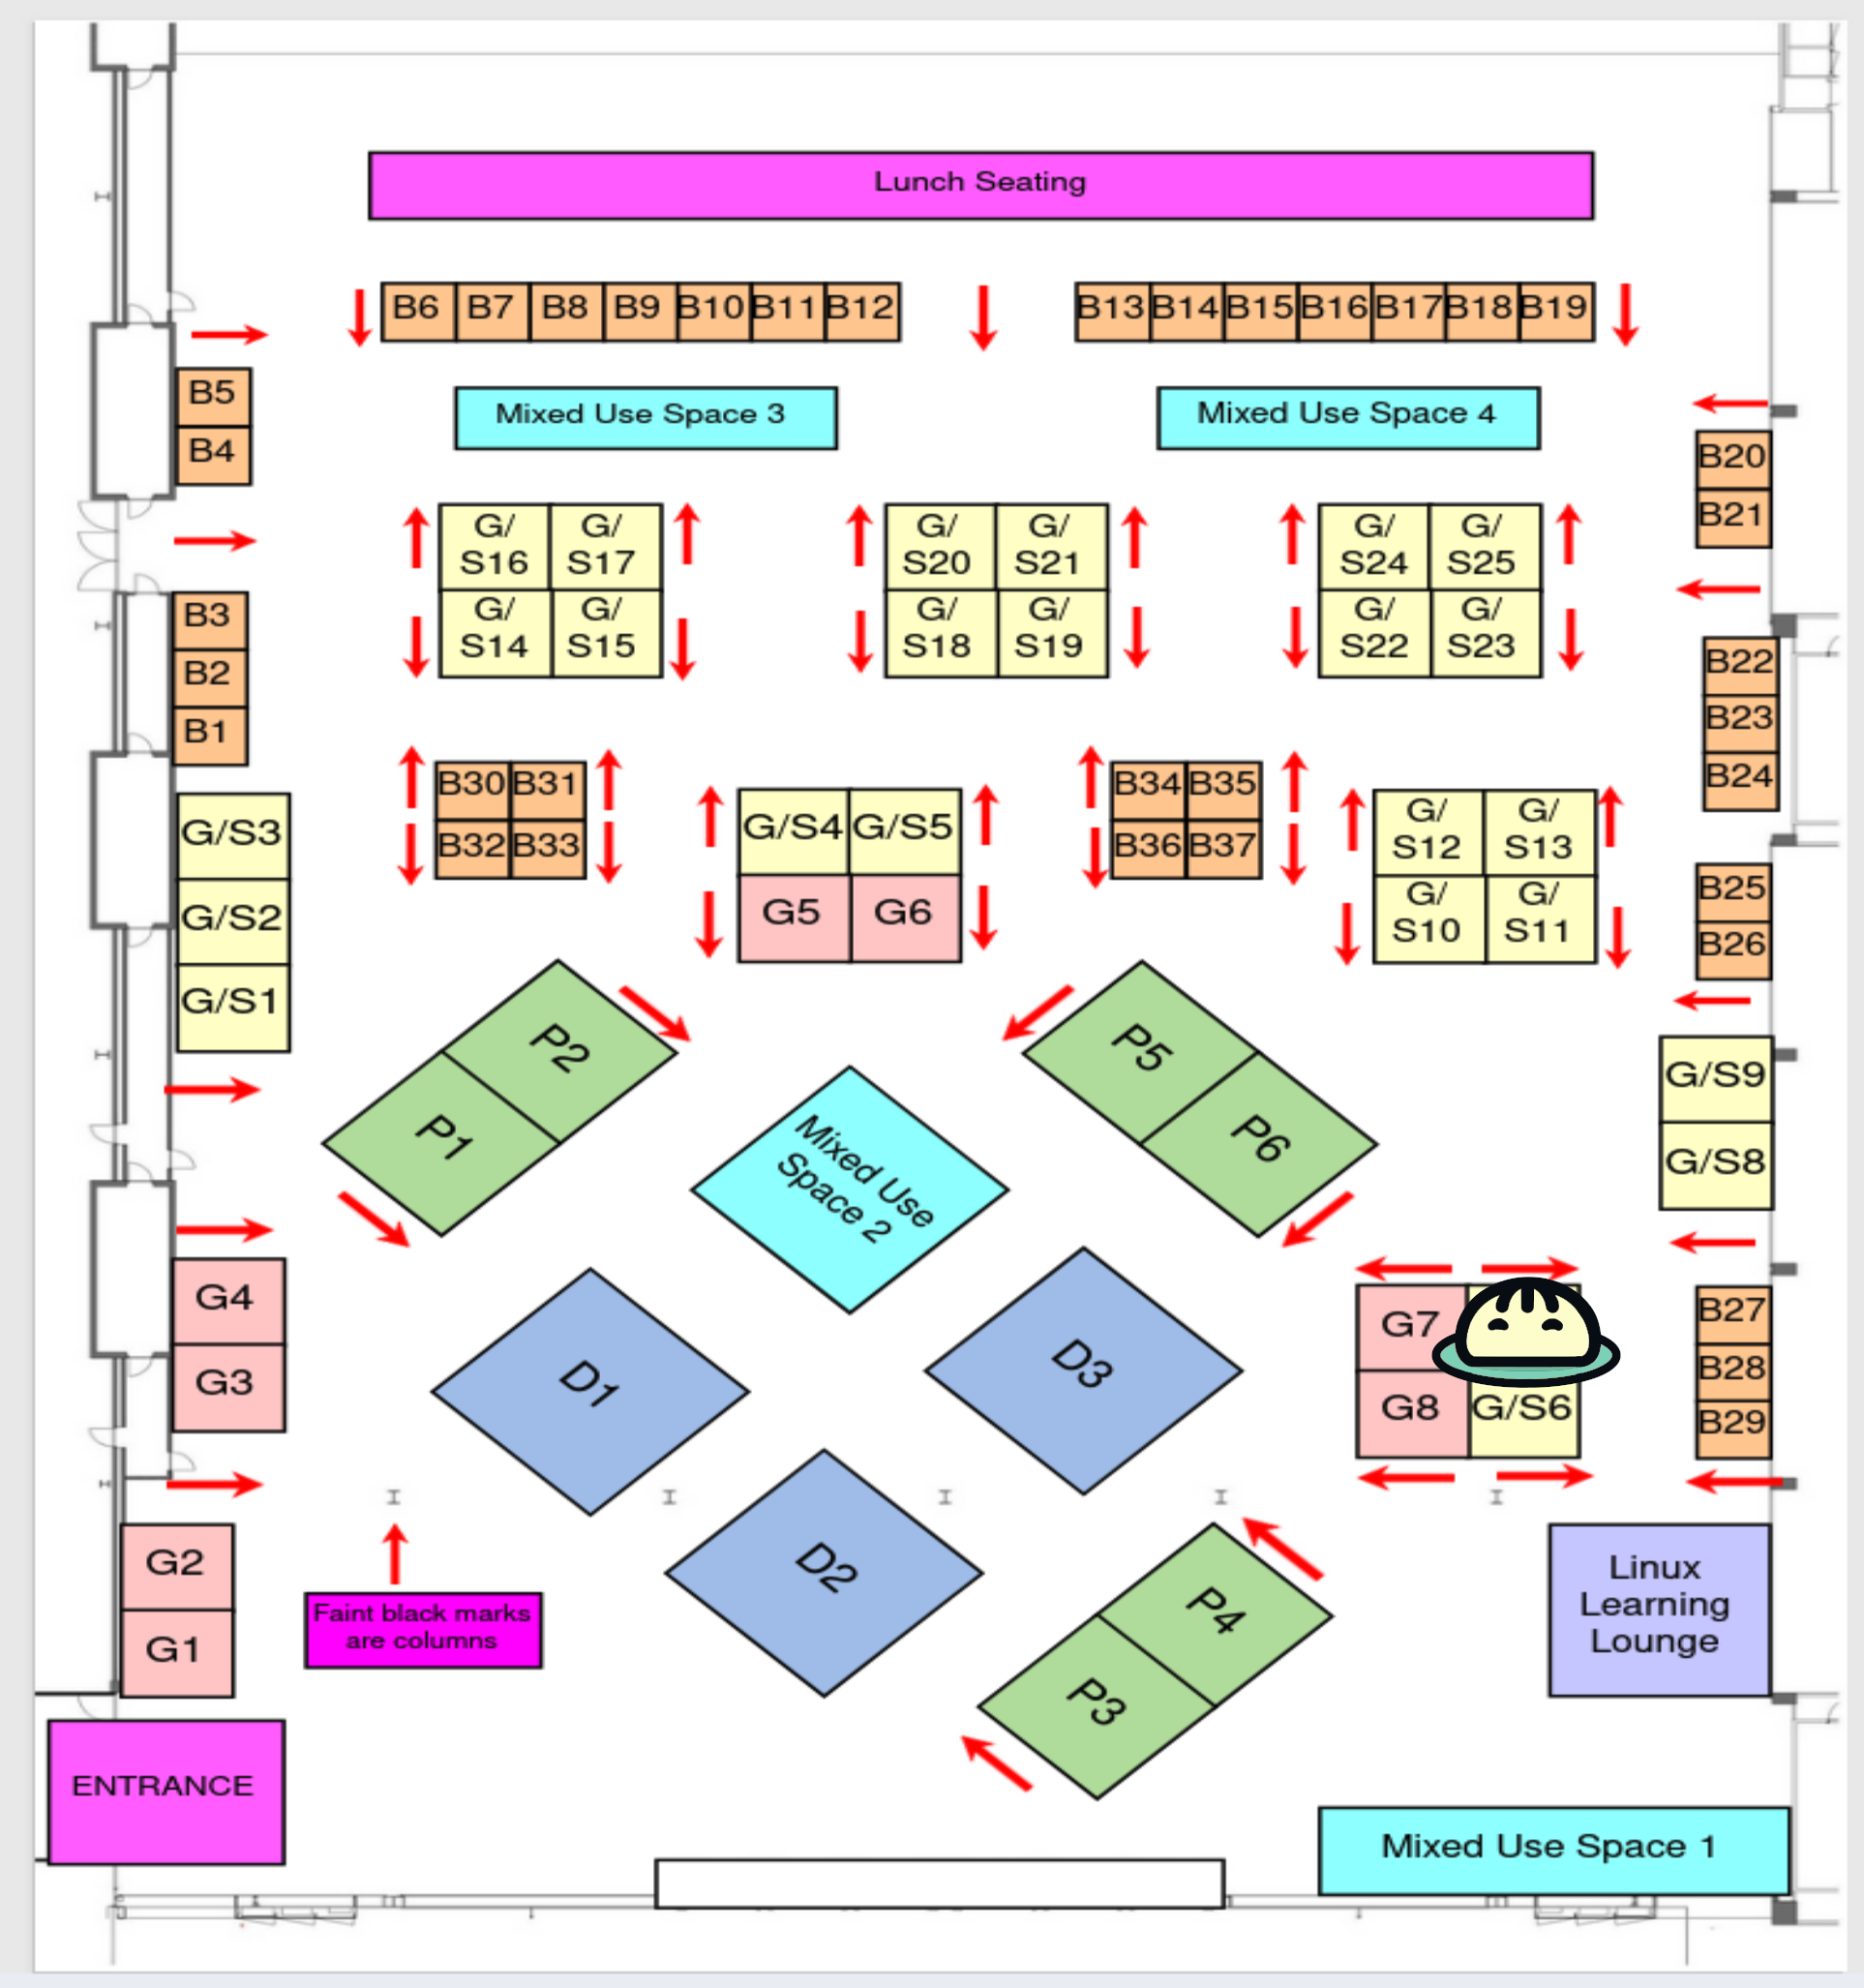 Lunch Seating
B6 B7 B8 B9 B10 B11 B12
B13 B14 B15 B16 B17 B18 B19
B5
B4
Mixed Use Space 3
Mixed Use Space 4
B20
B21
G/
S16
G/
S17
G/
S14
G/
S15
G/
S20
G/
S21
G/
S18
G/
S19
G/
S24
G/
S25
G/
S22
G/
S23
B3
B2
B1
B22
B23
B24
B30 B31
B32 B33
G/S4 G/S5
G5 G6
B34 B35
B36 B37
G/
S12
G/
S13
G/
S10
G/
S11
G/S3
G/S2
G/S1
B25
B26
P2
P1
P5
P6
Mixed Use
Space 2
G/S9
G/S8
G4
G3
D1
D3
D2
G7
G8 G/S6
B27
B28
B29
G2
G1
Faint black marks
are columns
P4
P3
Linux
Learning
Lounge
ENTRANCE
Mixed Use Space 1